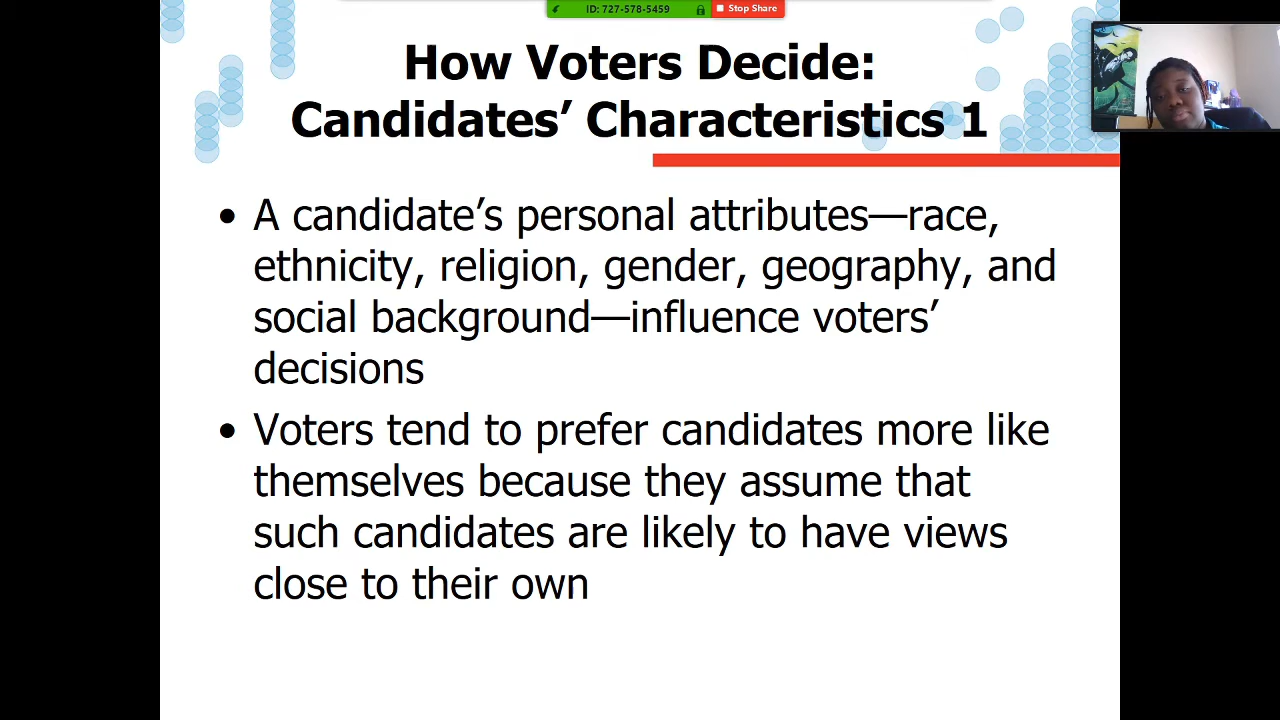 ID: 727-578-5459
Stop Share
How Voters Decide:
Candidates’ Characteristics 1
• A candidate’s personal attributes—race,
ethnicity, religion, gender, geography, and
social background—influence voters’
decisions
• Voters tend to prefer candidates more like
themselves because they assume that
such candidates are likely to have views
close to their own